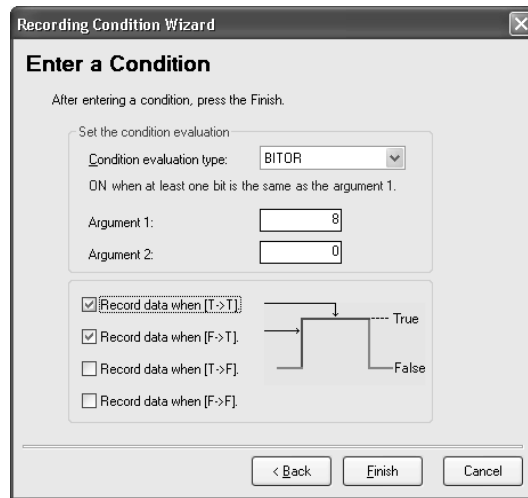 Recording Condition Wizard
Enter a Condition
After entering a condition, press the Finish.
Set the condition evaluation
Condition evaluation type:
BITOR
ON when at least one bit is the same as the argument 1.
Argument 1:
8
Argument 2:
0
Record data when [T->T].
Record data when [F->T].
Record data when [T->F].
Record data when [F->F].
True
False
< Back
Finish
Cancel